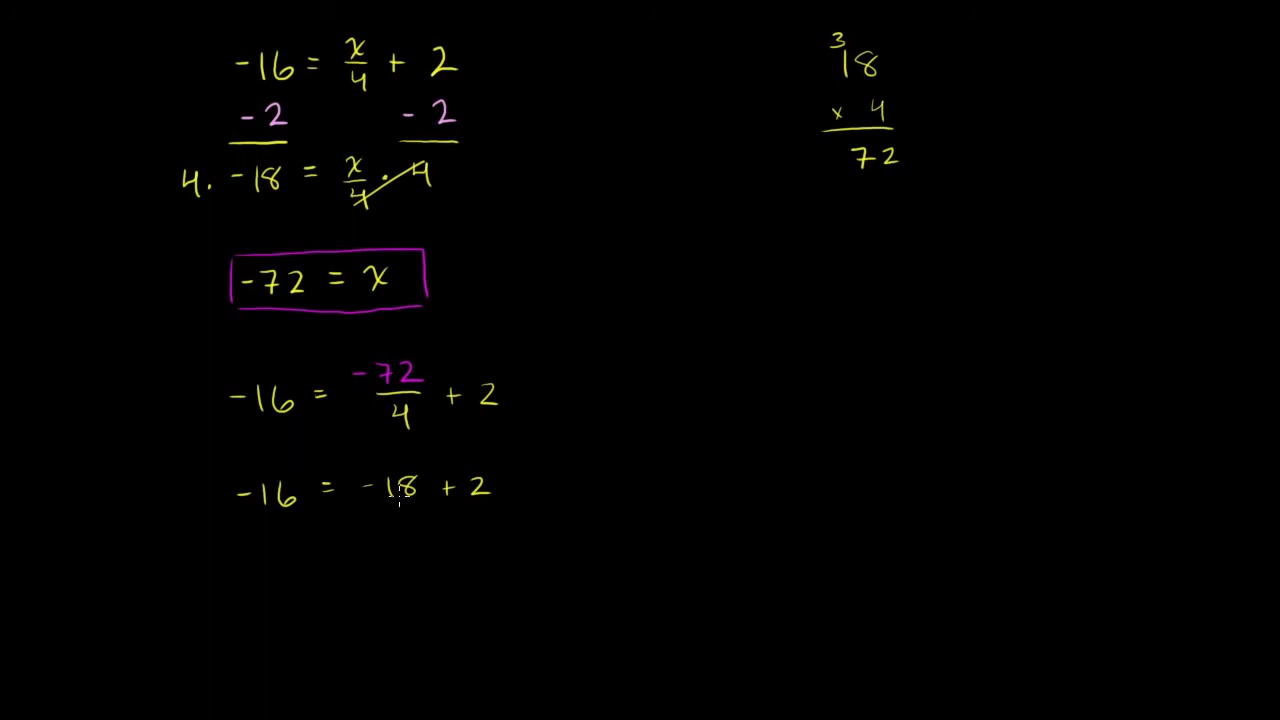 -16 = x/4 + 2
-2 -2
4 · -18 = x/4 · 4
-72 = x
-16 = -72/4 + 2
-16 = -18 + 2
3
18
x 4
72